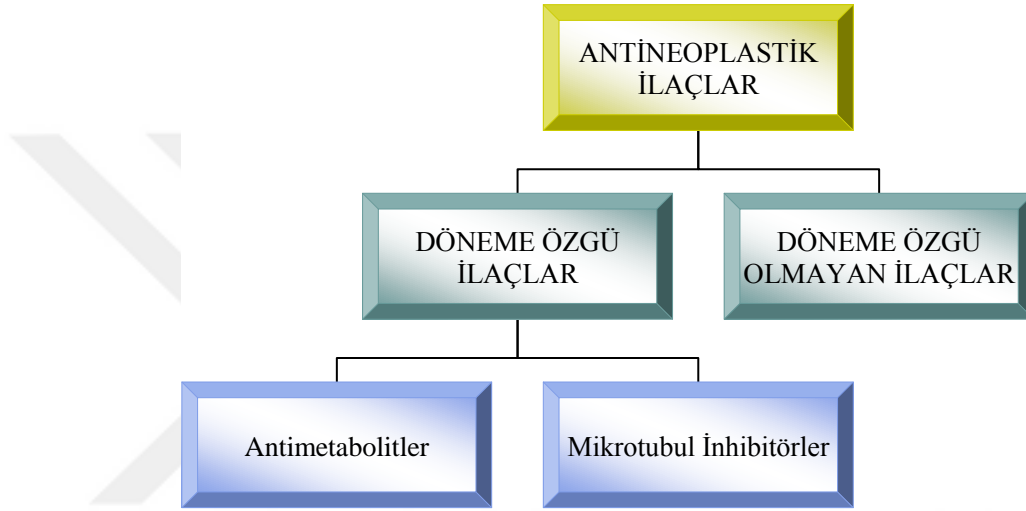 ANTİNEOPLASTİK
İLAÇLAR
DÖNEME ÖZGÜ
İLAÇLAR
DÖNEME ÖZGÜ
OLMAYAN İLAÇLAR
Antimetabolitler
Mikrotubul İnhibitörler